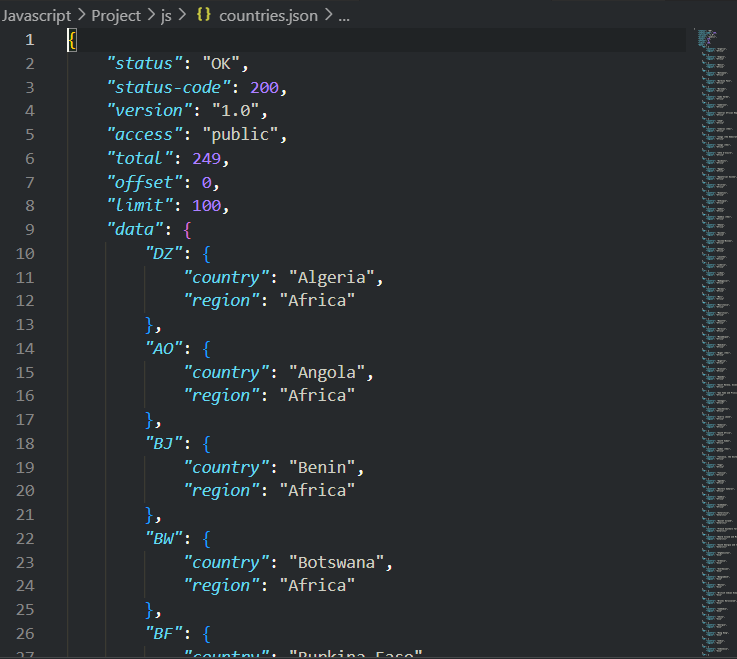 Javascript > Project > js > {} countries.json > ...
1 {
2 "status": "OK",
3 "status-code": 200,
4 "version": "1.0",
5 "access": "public",
6 "total": 249,
7 "offset": 0,
8 "limit": 100,
9 "data": {
10 "DZ": {
11 "country": "Algeria",
12 "region": "Africa"
13 },
14 "AO": {
15 "country": "Angola",
16 "region": "Africa"
17 },
18 "BJ": {
19 "country": "Benin",
20 "region": "Africa"
21 },
22 "BW": {
23 "country": "Botswana",
24 "region": "Africa"
25 },
26 "BF": {
27 "country": "Burkina Faso"